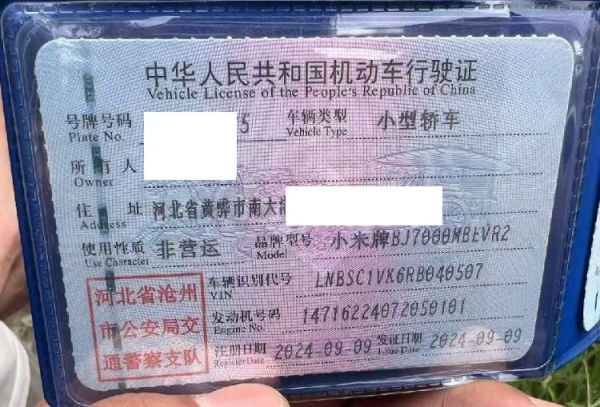 中华人民共和国机动车行驶证
Vehicle License of the People's Republic of China
号牌号码 5 车辆类型 小型轿车
Plate No. Vehicle Type
所有人
Owner
住址 河北省黄骅市南大
Address
使用性质 非营运 品牌型号 小米牌BJ7000MBEVR2
Use Character Model
河北省沧州
市公安局交
通警察支队
车辆识别代号 LNBSC1VK6RB040507
VIN
发动机号码 14716224072050101
Engine No.
注册日期 2024-09-09 发证日期 2024-09-09
Register Date Issue Date